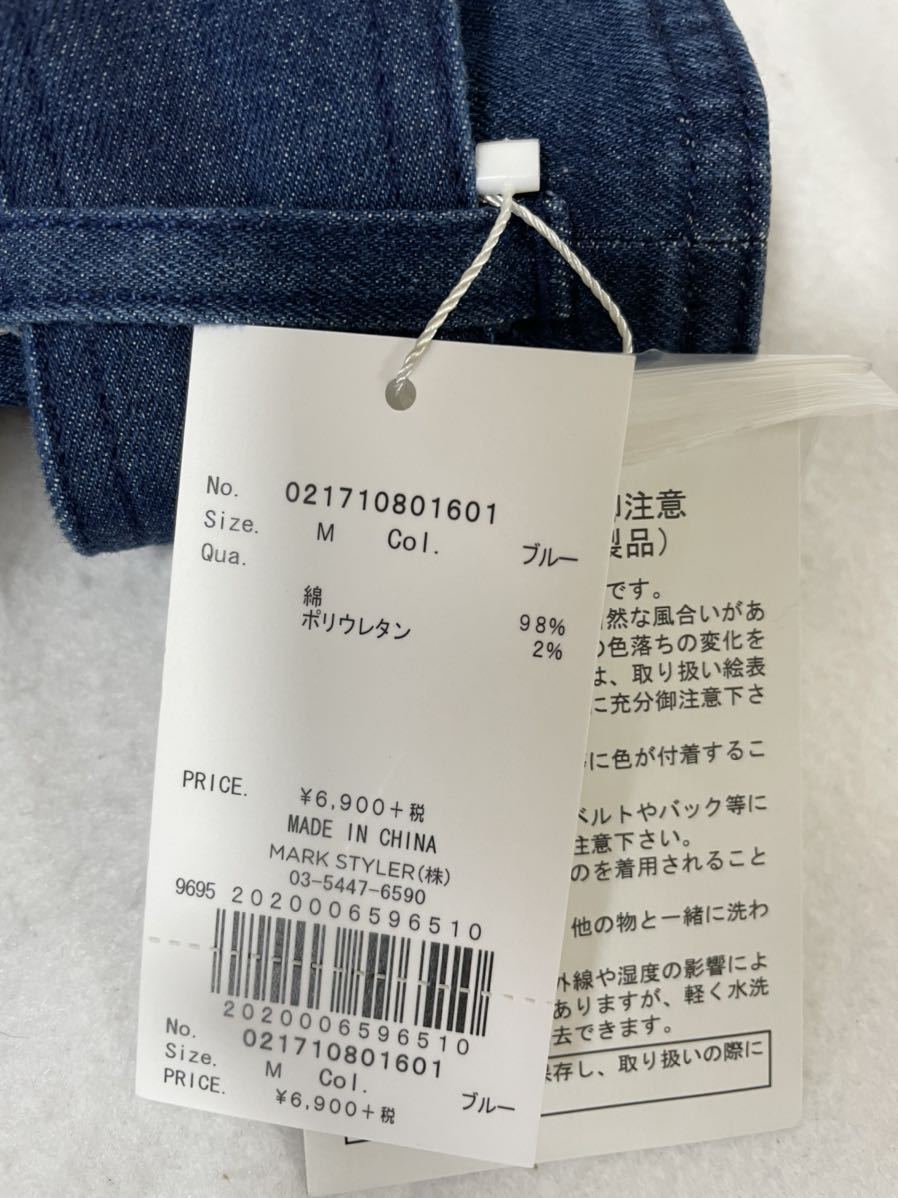 No. 021710801601
Size. M Col. ブルー
Qua.
綿 98%
ポリウレタン 2%
PRICE. ¥6,900+税
MADE IN CHINA
MARK STYLER(株)
03-5447-6590
9695 2020006596510
2020006596510
No. 021710801601
Size. M Col. ブルー
PRICE. ¥6,900+税
注意
製品)
です。
然な風合いがあ
の色落ちの変化を
は、取り扱い絵表
に充分御注意下さ
に色が付着するこ
ベルトやバック等に
注意下さい。
のを着用されること
他の物と一緒に洗わ
外線や湿度の影響によ
ありますが、軽く水洗
去できます。
保存し、取り扱いの際に